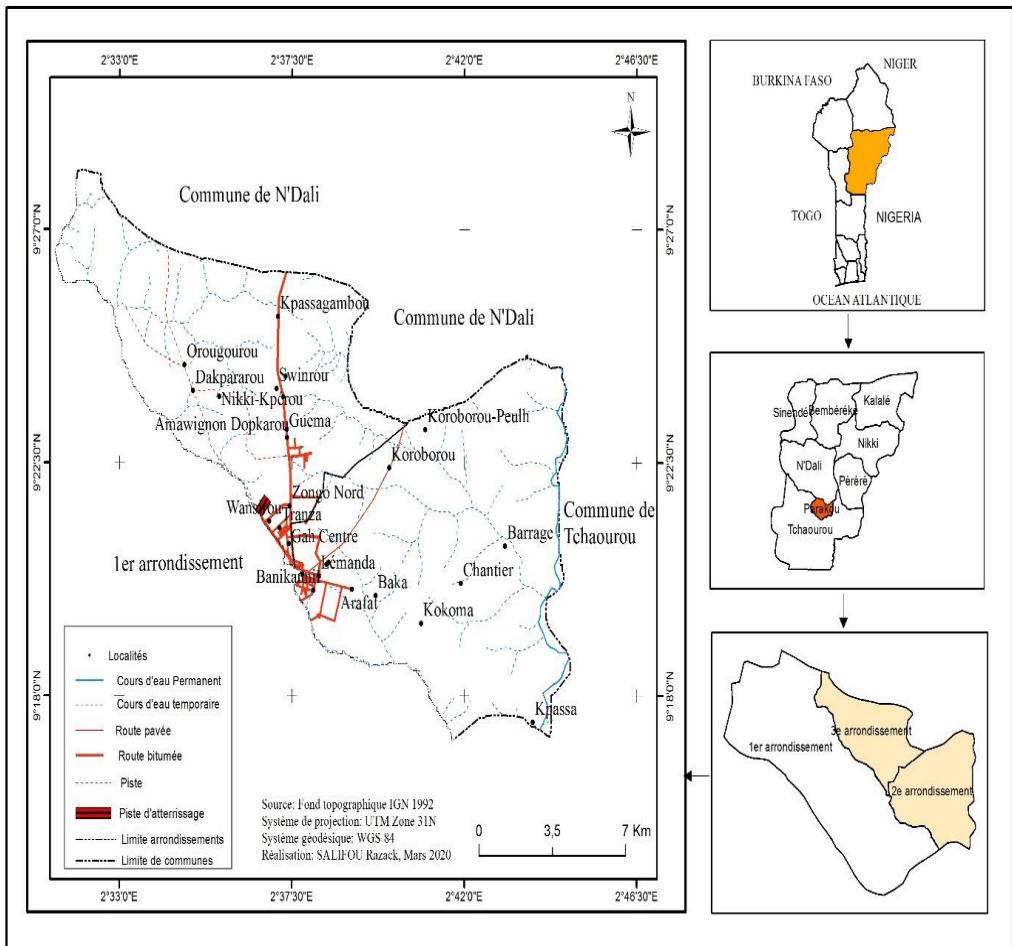 2°33'0"E
2°37'30"E
2°42'0"E
2°46'30"E
N
Commune de N'Dali
9°27'0"N
9°27'0"N
Kpassagambou
Commune de N'Dali
Orougourou
Dakpararou
Swinrou
Nikki-Kperou
Amawignon Dopkarou
Guema
Koroborou-Peulh
9°22'30"N
9°22'30"N
Koroborou
Zongo Nord
Tranza
Commune de
Tchaourou
Gah Centre
Barrage
1er arrondissement
Lemanda
Chantier
Baka
Arafat
Kokoma
9°18'0"N
9°18'0"N
Kpassa
Localités
Cours d'eau Permanent
Cours d'eau temporaire
Route pavée
Route bitumée
Piste
Piste d'atterrissage
Limite arrondissements
Limite de communes
Source: Fond topographique IGN 1992
Système de projection: UTM Zone 31N
Système géodésique: WGS 84
Réalisation: SALIFOU Razack, Mars 2020
0 3,5 7 Km
2°33'0"E
2°37'30"E
2°42'0"E
2°46'30"E
NIGER
BURKINA FASO
TOGO
NIGERIA
OCEAN ATLANTIQUE
Sinendé
Bembéréké
Kalalé
Nikki
N'Dali
Pèrèrè
Parakou
Tchaourou
3e arrondissement
1er arrondissement
2e arrondissement